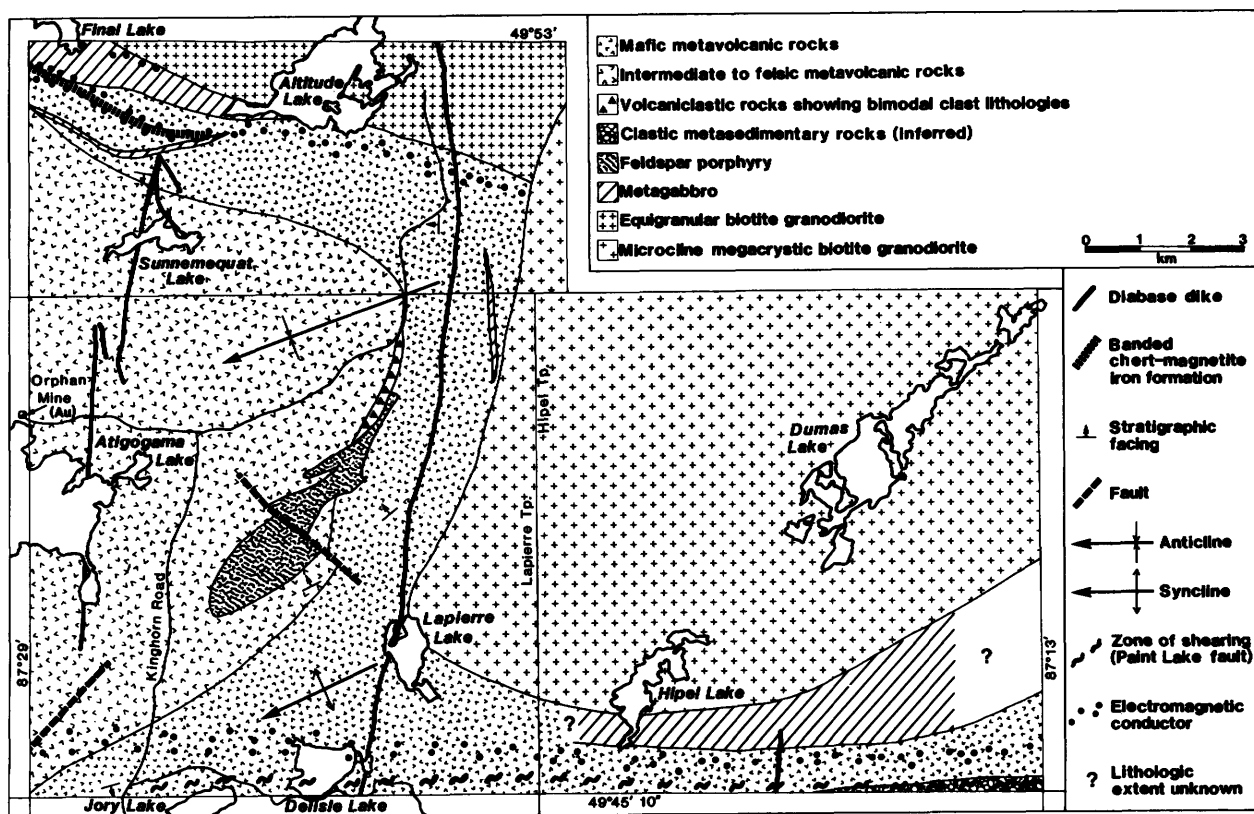 Final Lake
49°53'
Altitude
Lake
Sunnemequat
Lake
Orphan
Mine
(Au)
Atigogama
Lake
Kinghorn Road
87°29'
Hipel Tp.
Lapierre Tp.
Dumas
Lake
Lapierre
Lake
Hipel Lake
?
?
87°13'
Jory Lake
Delisle Lake
49°45' 10"
Mafic metavolcanic rocks
Intermediate to felsic metavolcanic rocks
Volcaniclastic rocks showing bimodal clast lithologies
Clastic metasedimentary rocks (Inferred)
Feldspar porphyry
Metagabbro
Equigranular biotite granodiorite
Microcline megacrystic biotite granodiorite
0 1 2 3
km
Diabase dike
Banded
chert-magnetite
iron formation
Stratigraphic
facing
Fault
Anticline
Syncline
Zone of shearing
(Paint Lake fault)
Electromagnetic
conductor
? Lithologic
extent unknown